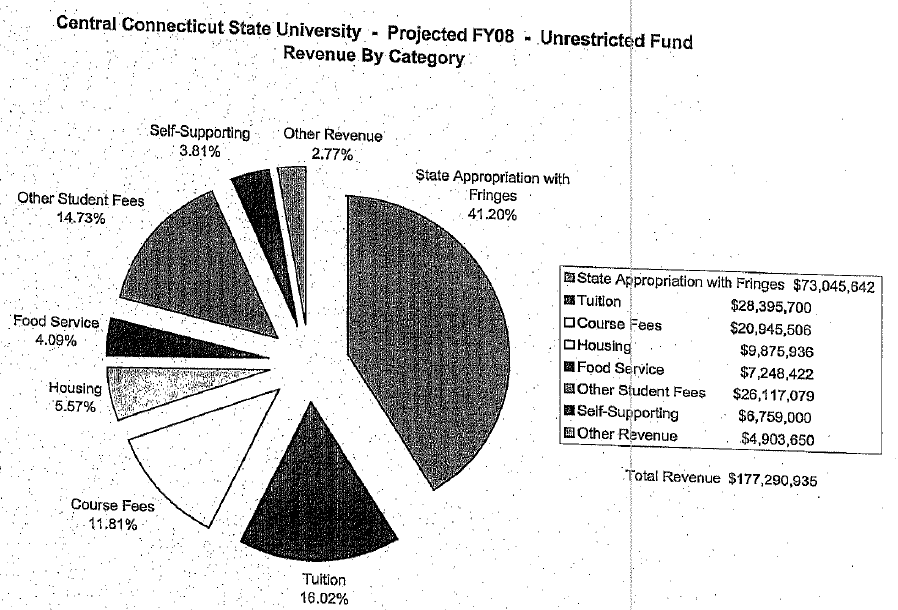 Central Connecticut State University - Projected FY08 - Unrestricted Fund
Revenue By Category
Self-Supporting
3.81%
Other Revenue
2.77%
State Appropriation with
Fringes
41.20%
Other Student Fees
14.73%
Food Service
4.09%
Housing
5.57%
Course Fees
11.81%
Tuition
16.02%
State Appropriation with Fringes $73,045,642
Tuition $28,395,700
Course Fees $20,945,506
Housing $9,875,936
Food Service $7,248,422
Other Student Fees $26,117,079
Self-Supporting $6,759,000
Other Revenue $4,903,650
Total Revenue $177,290,935